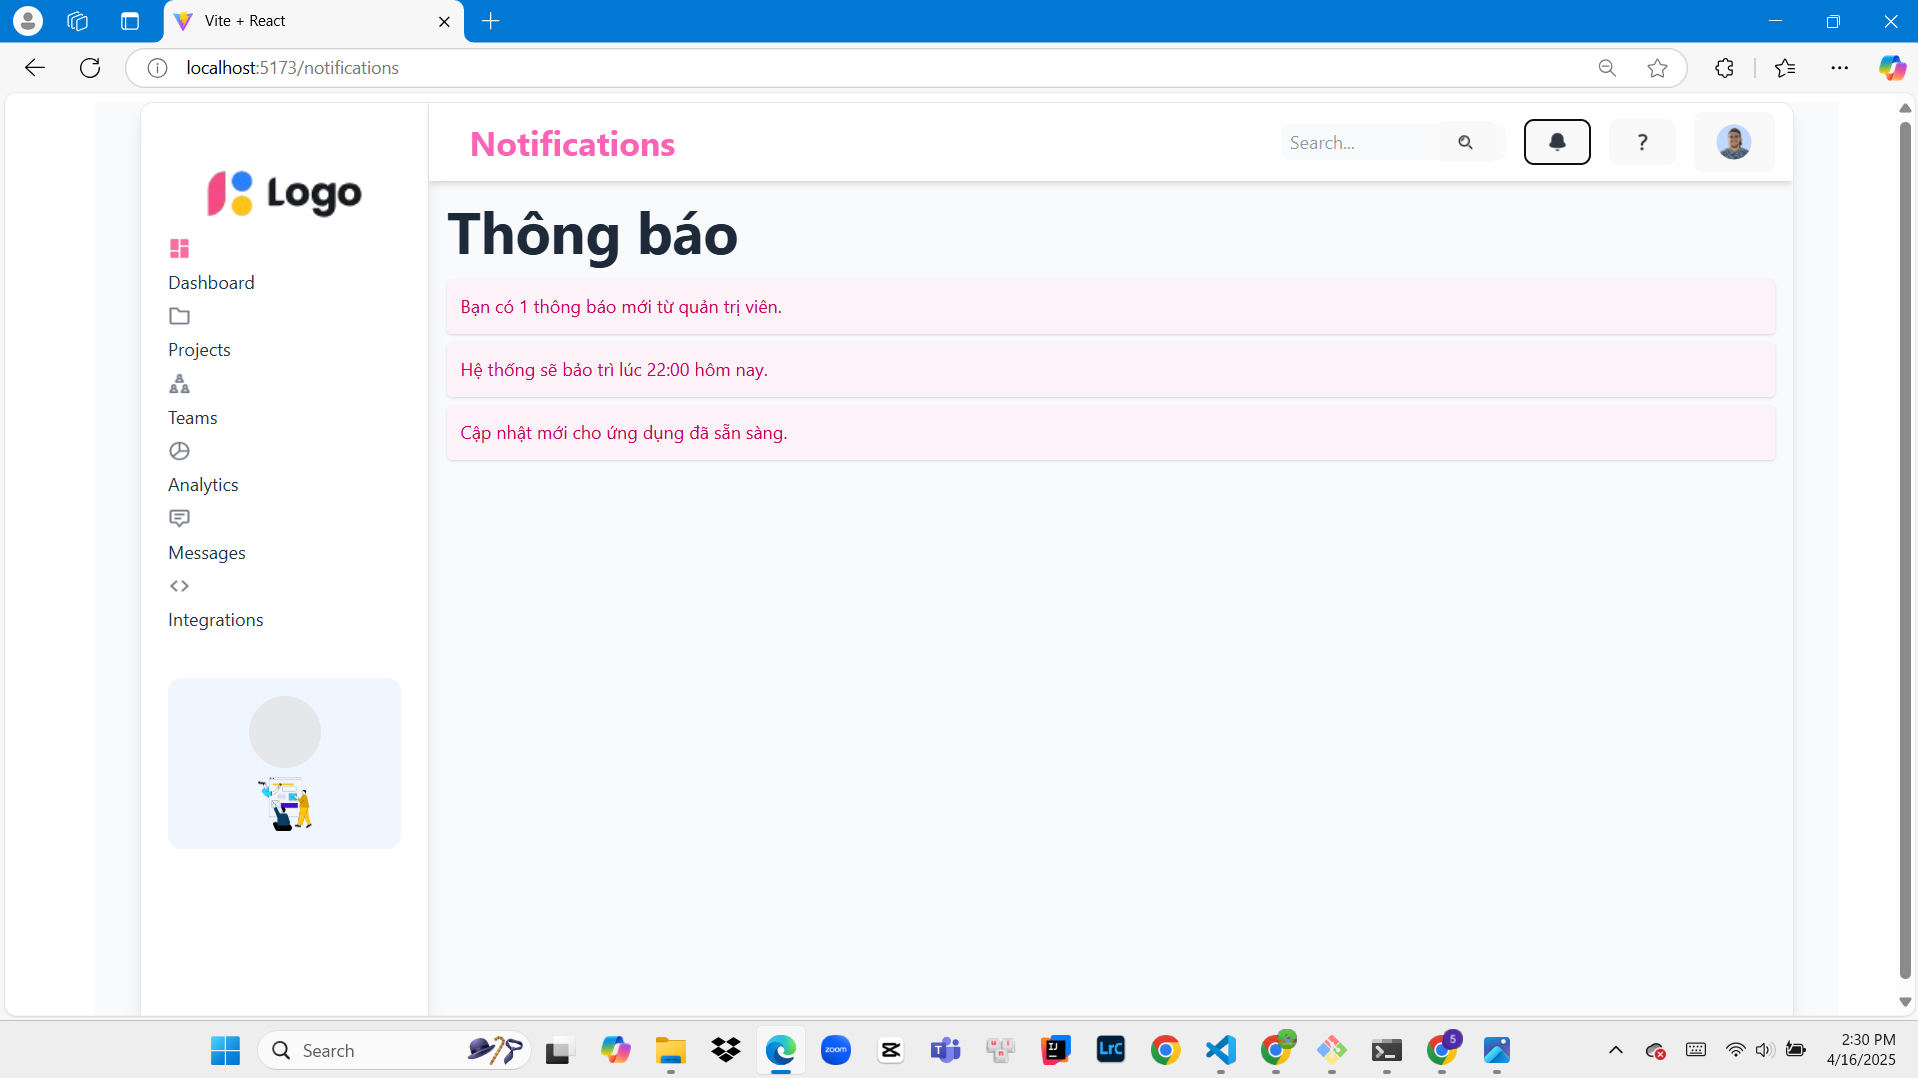 Vite + React
localhost:5173/notifications
Logo
Notifications
Search...
?
Dashboard
Projects
Teams
Analytics
Messages
Integrations
Thông báo
Bạn có 1 thông báo mới từ quản trị viên.
Hệ thống sẽ bảo trì lúc 22:00 hôm nay.
Cập nhật mới cho ứng dụng đã sẵn sàng.
Search
zoom
LrC
5
2:30 PM
4/16/2025